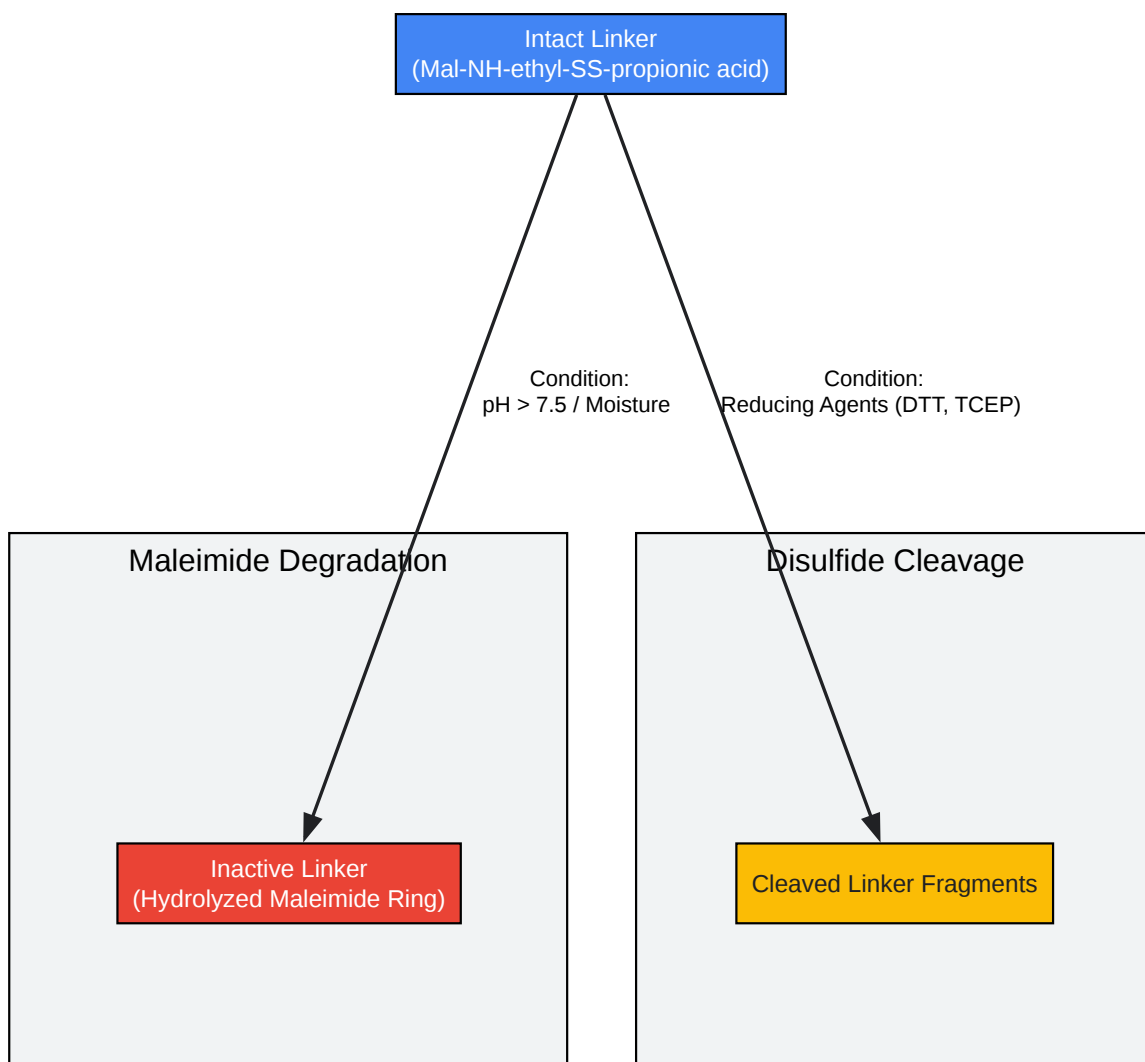 Intact Linker
(Mal-NH-ethyl-SS-propionic acid)
Condition:
pH > 7.5 / Moisture
Condition:
Reducing Agents (DTT, TCEP)
Maleimide Degradation
Disulfide Cleavage
Inactive Linker
(Hydrolyzed Maleimide Ring)
Cleaved Linker Fragments